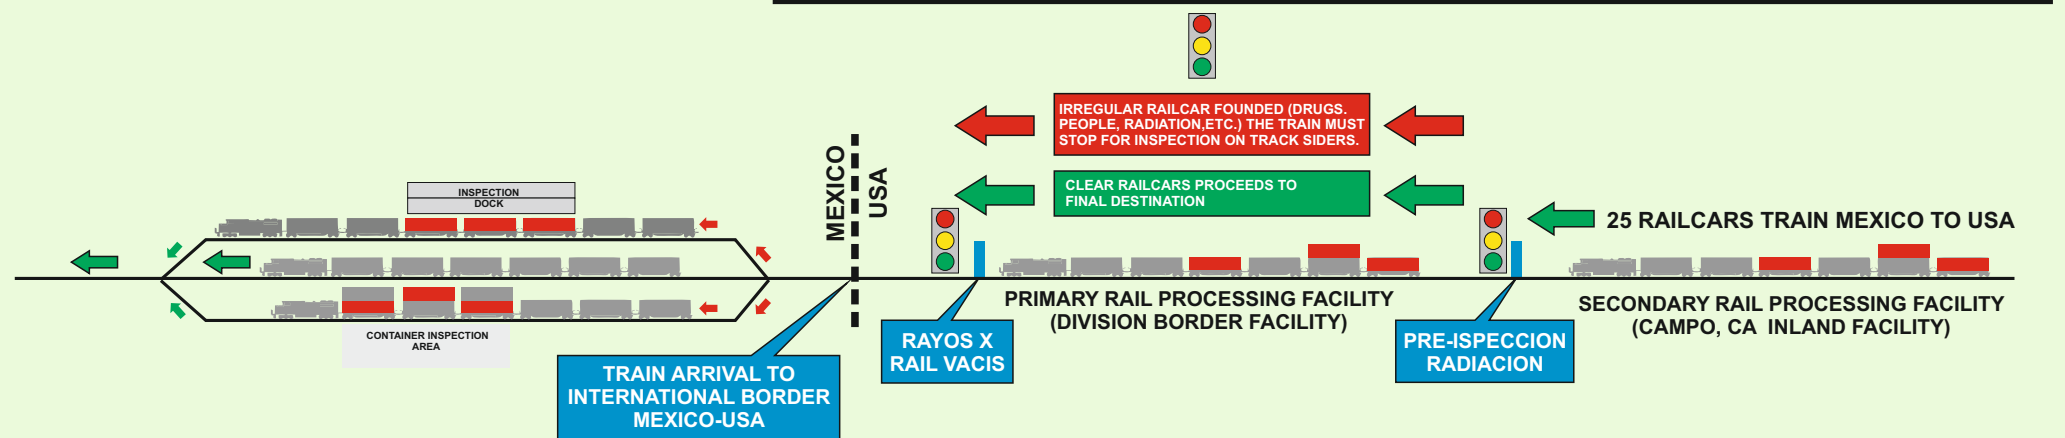 IRREGULAR RAILCAR FOUNDED (DRUGS.
PEOPLE, RADIATION,ETC.) THE TRAIN MUST
STOP FOR INSPECTION ON TRACK SIDERS.
CLEAR RAILCARS PROCEEDS TO
FINAL DESTINATION
MEXICO
USA
25 RAILCARS TRAIN MEXICO TO USA
INSPECTION
DOCK
CONTAINER INSPECTION
AREA
PRIMARY RAIL PROCESSING FACILITY
(DIVISION BORDER FACILITY)
SECONDARY RAIL PROCESSING FACILITY
(CAMPO, CA INLAND FACILITY)
RAYOS X
RAIL VACIS
PRE-ISPECCION
RADIACION
TRAIN ARRIVAL TO
INTERNATIONAL BORDER
MEXICO-USA